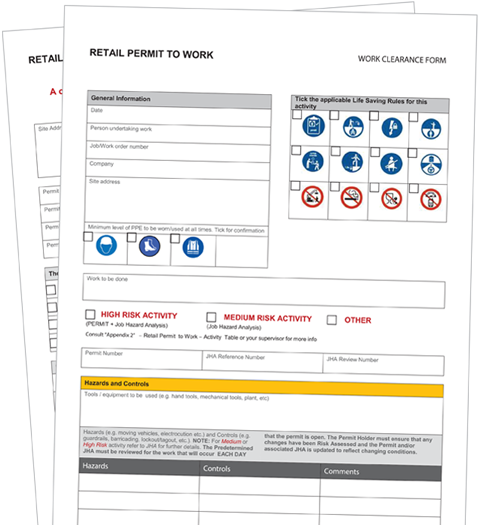 RETAIL PERMIT TO WORK
WORK CLEARANCE FORM
General Information
Date
Person undertaking work
Job/Work order number
Company
Site address
Minimum level of PPE to be worn/used at all times. Tick for confirmation
Tick the applicable Life Saving Rules for this
activity
Work to be done
HIGH RISK ACTIVITY
(PERMIT + Job Hazard Analysis)
MEDIUM RISK ACTIVITY
(Job Hazard Analysis)
OTHER
Consult "Appendix 2" - Retail Permit to Work – Activity Table or your supervisor for more info
Permit Number
JHA Reference Number
JHA Review Number
Hazards and Controls
Tools / equipment to be used (e.g. hand tools, mechanical tools, plant, etc)
Hazards (e.g. moving vehicles, electrocution etc.) and Controls (e.g.
guardrails, barricading, lockout/tagout, etc.). NOTE: For Medium or
High Risk activity refer to JHA for further details. The Predetermined
JHA must be reviewed for the work that will occur EACH DAY
that the permit is open. The Permit Holder must ensure that any
changes have been Risk Assessed and the Permit and/or
associated JHA is updated to reflect changing conditions.
Hazards
Controls
Comments
RETAIL
A
Site Addre
Permit
Permit
Permit
Permit
The